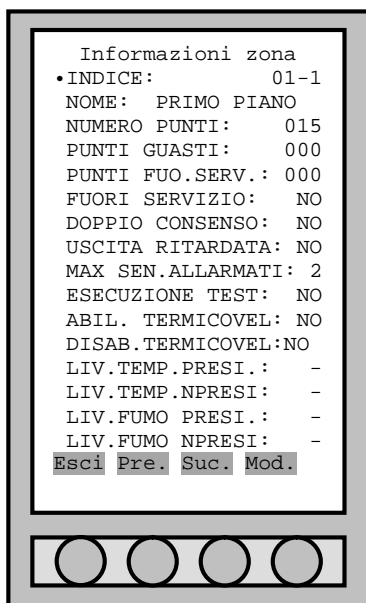 Informazioni zona
•INDICE: 01-1
NOME: PRIMO PIANO
NUMERO PUNTI: 015
PUNTI GUASTI: 000
PUNTI FUO.SERV.: 000
FUORI SERVIZIO: NO
DOPPIO CONSENSO: NO
USCITA RITARDATA: NO
MAX SEN.ALLARMATI: 2
ESECUZIONE TEST: NO
ABIL. TERMICOVEL: NO
DISAB.TERMICOVEL:NO
LIV.TEMP.PRESI.: -
LIV.TEMP.NPRESI: -
LIV.FUMO PRESI.: -
LIV.FUMO NPRESI: -
Esci Pre. Suc. Mod.